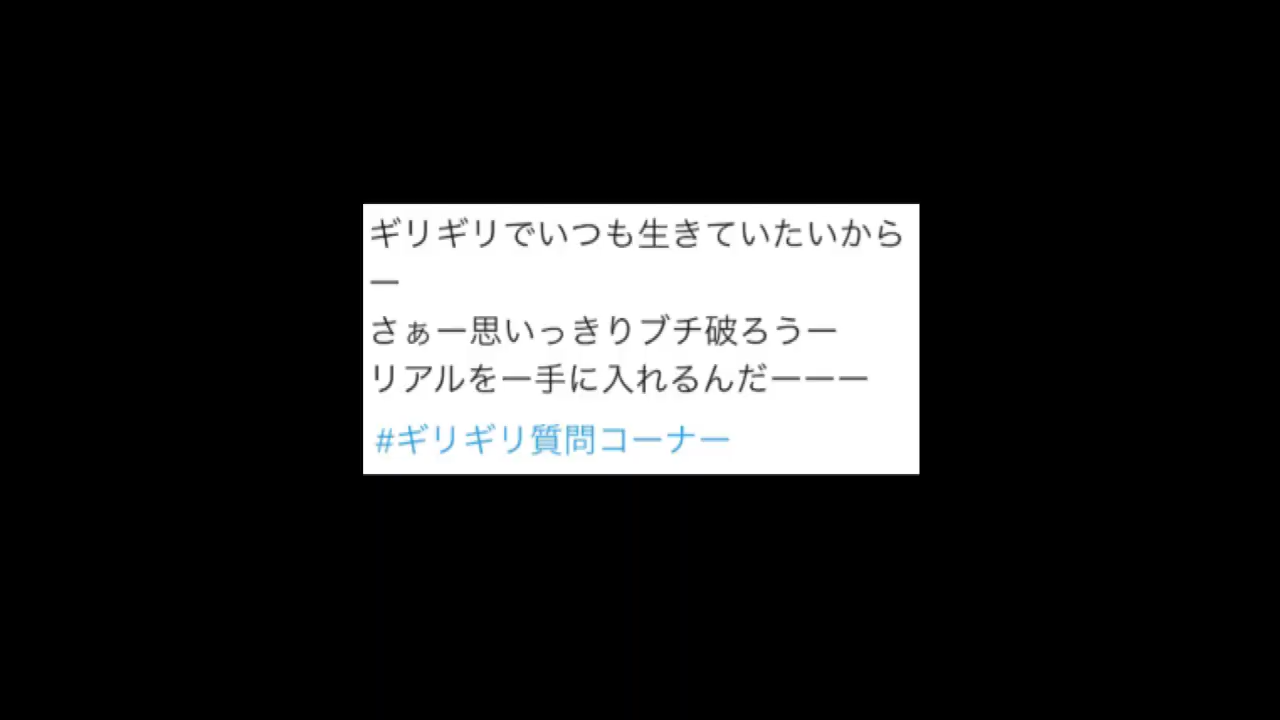 ギリギリでいつも生きていたいから
ー
さぁー思いっきりブチ破ろうー
リアルをー手に入れるんだーーー
#ギリギリ質問コーナー